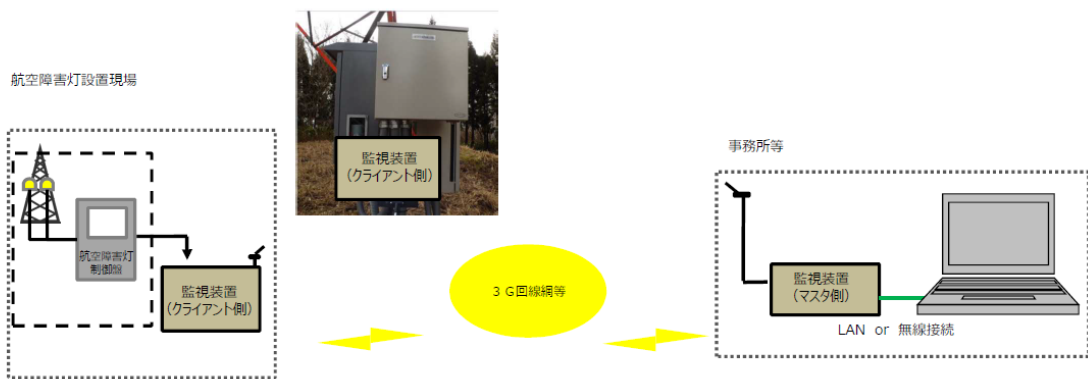 航空障害灯設置現場
監視装置
(クライアント側)
事務所等
航空障害灯
制御盤
監視装置
(クライアント側)
３Ｇ回線網等
監視装置
(マスタ側)
LAN or 無線接続